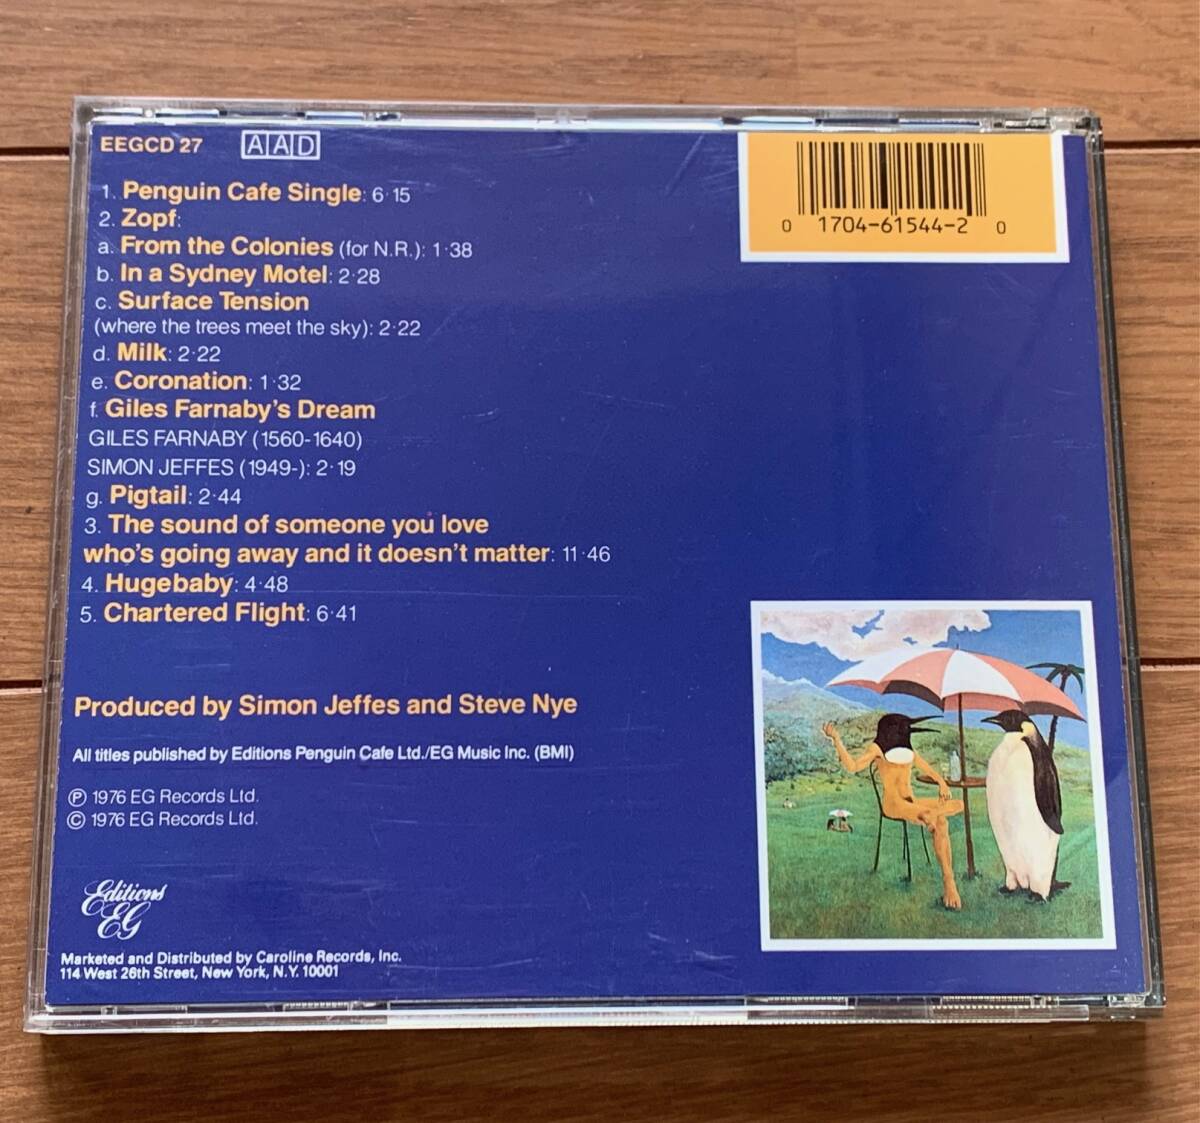 EEGCD 27 AAD
1. Penguin Cafe Single: 6·15
2. Zopf:
a. From the Colonies (for N.R.): 1·38
b. In a Sydney Motel: 2·28
c. Surface Tension
(where the trees meet the sky): 2·22
d. Milk: 2·22
e. Coronation: 1·32
f. Giles Farnaby's Dream
GILES FARNABY (1560-1640)
SIMON JEFFES (1949-): 2·19
g. Pigtail: 2·44
3. The sound of someone you love
who's going away and it doesn't matter: 11·46
4. Hugebaby: 4·48
5. Chartered Flight: 6·41
0 1704-61544-2 0
Produced by Simon Jeffes and Steve Nye
All titles published by Editions Penguin Cafe Ltd./EG Music Inc. (BMI)
℗ 1976 EG Records Ltd.
© 1976 EG Records Ltd.
Editions
EG
Marketed and Distributed by Caroline Records, Inc.
114 West 26th Street, New York, N.Y. 10001